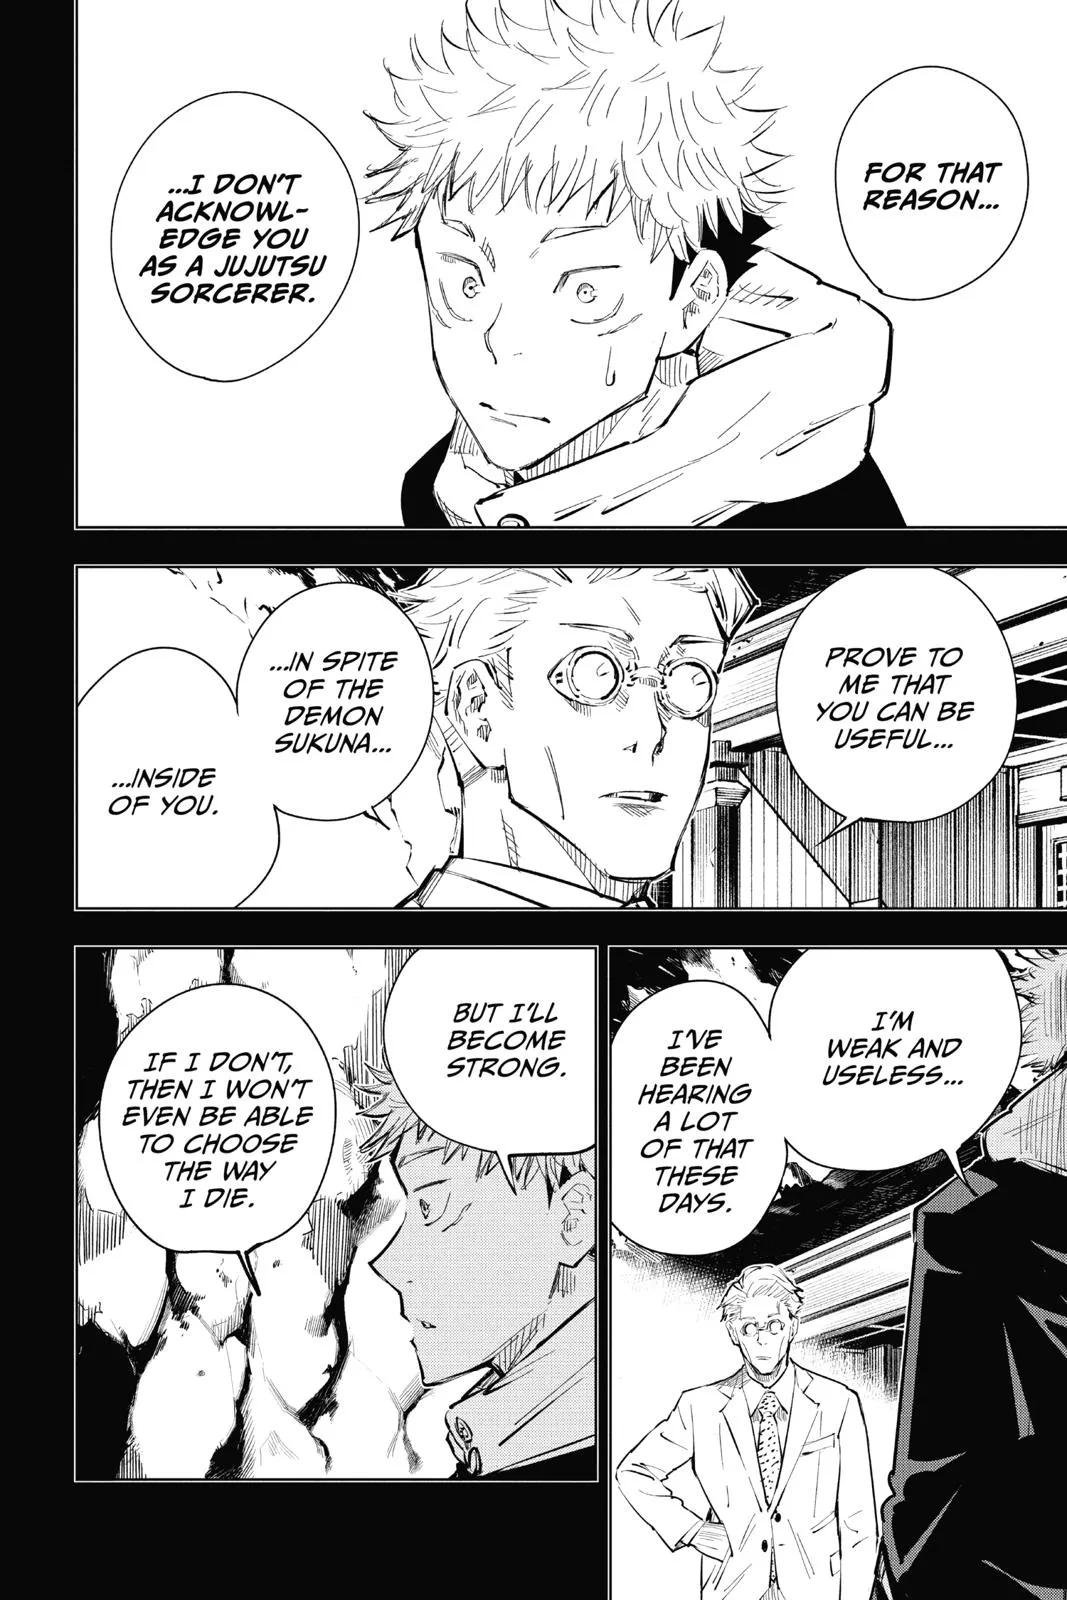 FOR THAT
REASON...
...I DON'T
ACKNOWL-
EDGE YOU
AS A JUJUTSU
SORCERER.
PROVE TO
ME THAT
YOU CAN BE
USEFUL...
...IN SPITE
OF THE
DEMON
SUKUNA...
...INSIDE
OF YOU.
I'M
WEAK AND
USELESS...
I'VE
BEEN
HEARING
A LOT
OF THAT
THESE
DAYS.
BUT I'LL
BECOME
STRONG.
IF I DON'T,
THEN I WON'T
EVEN BE ABLE
TO CHOOSE
THE WAY
I DIE.